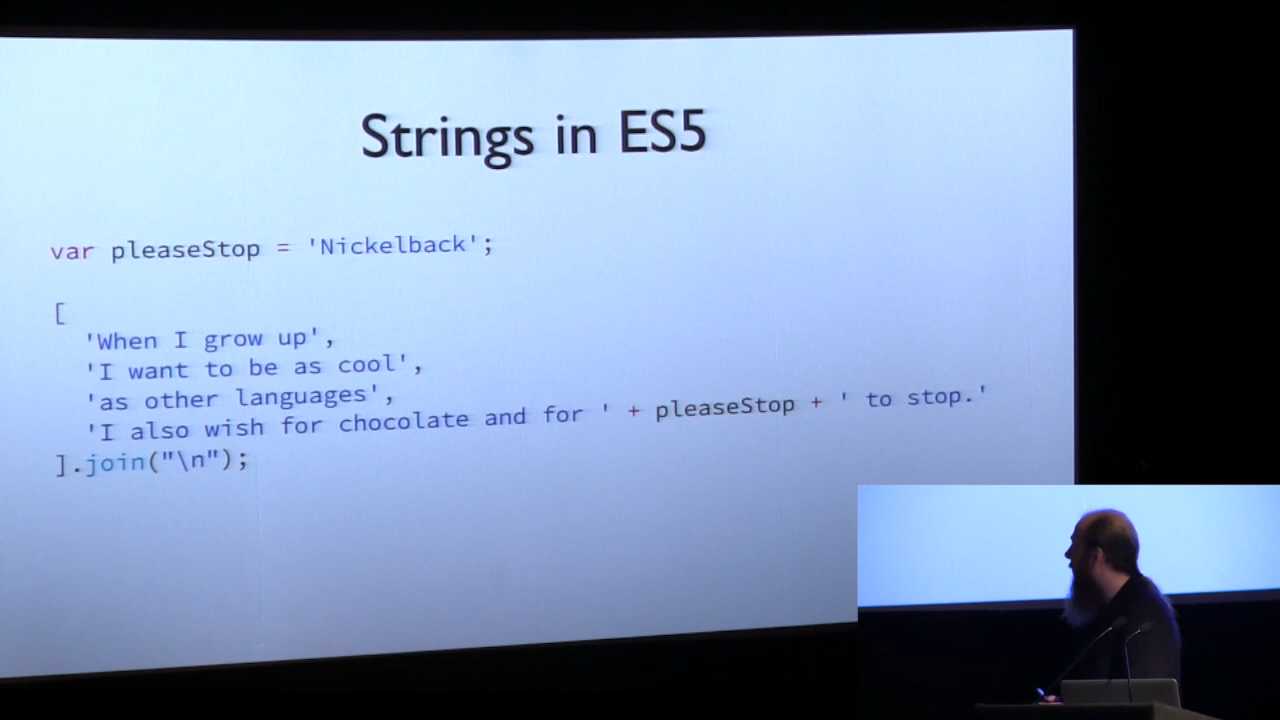 Strings in ES5
var pleaseStop = 'Nickelback';
[
'When I grow up',
'I want to be as cool',
'as other languages',
'I also wish for chocolate and for ' + pleaseStop + ' to stop.'
].join("\n");